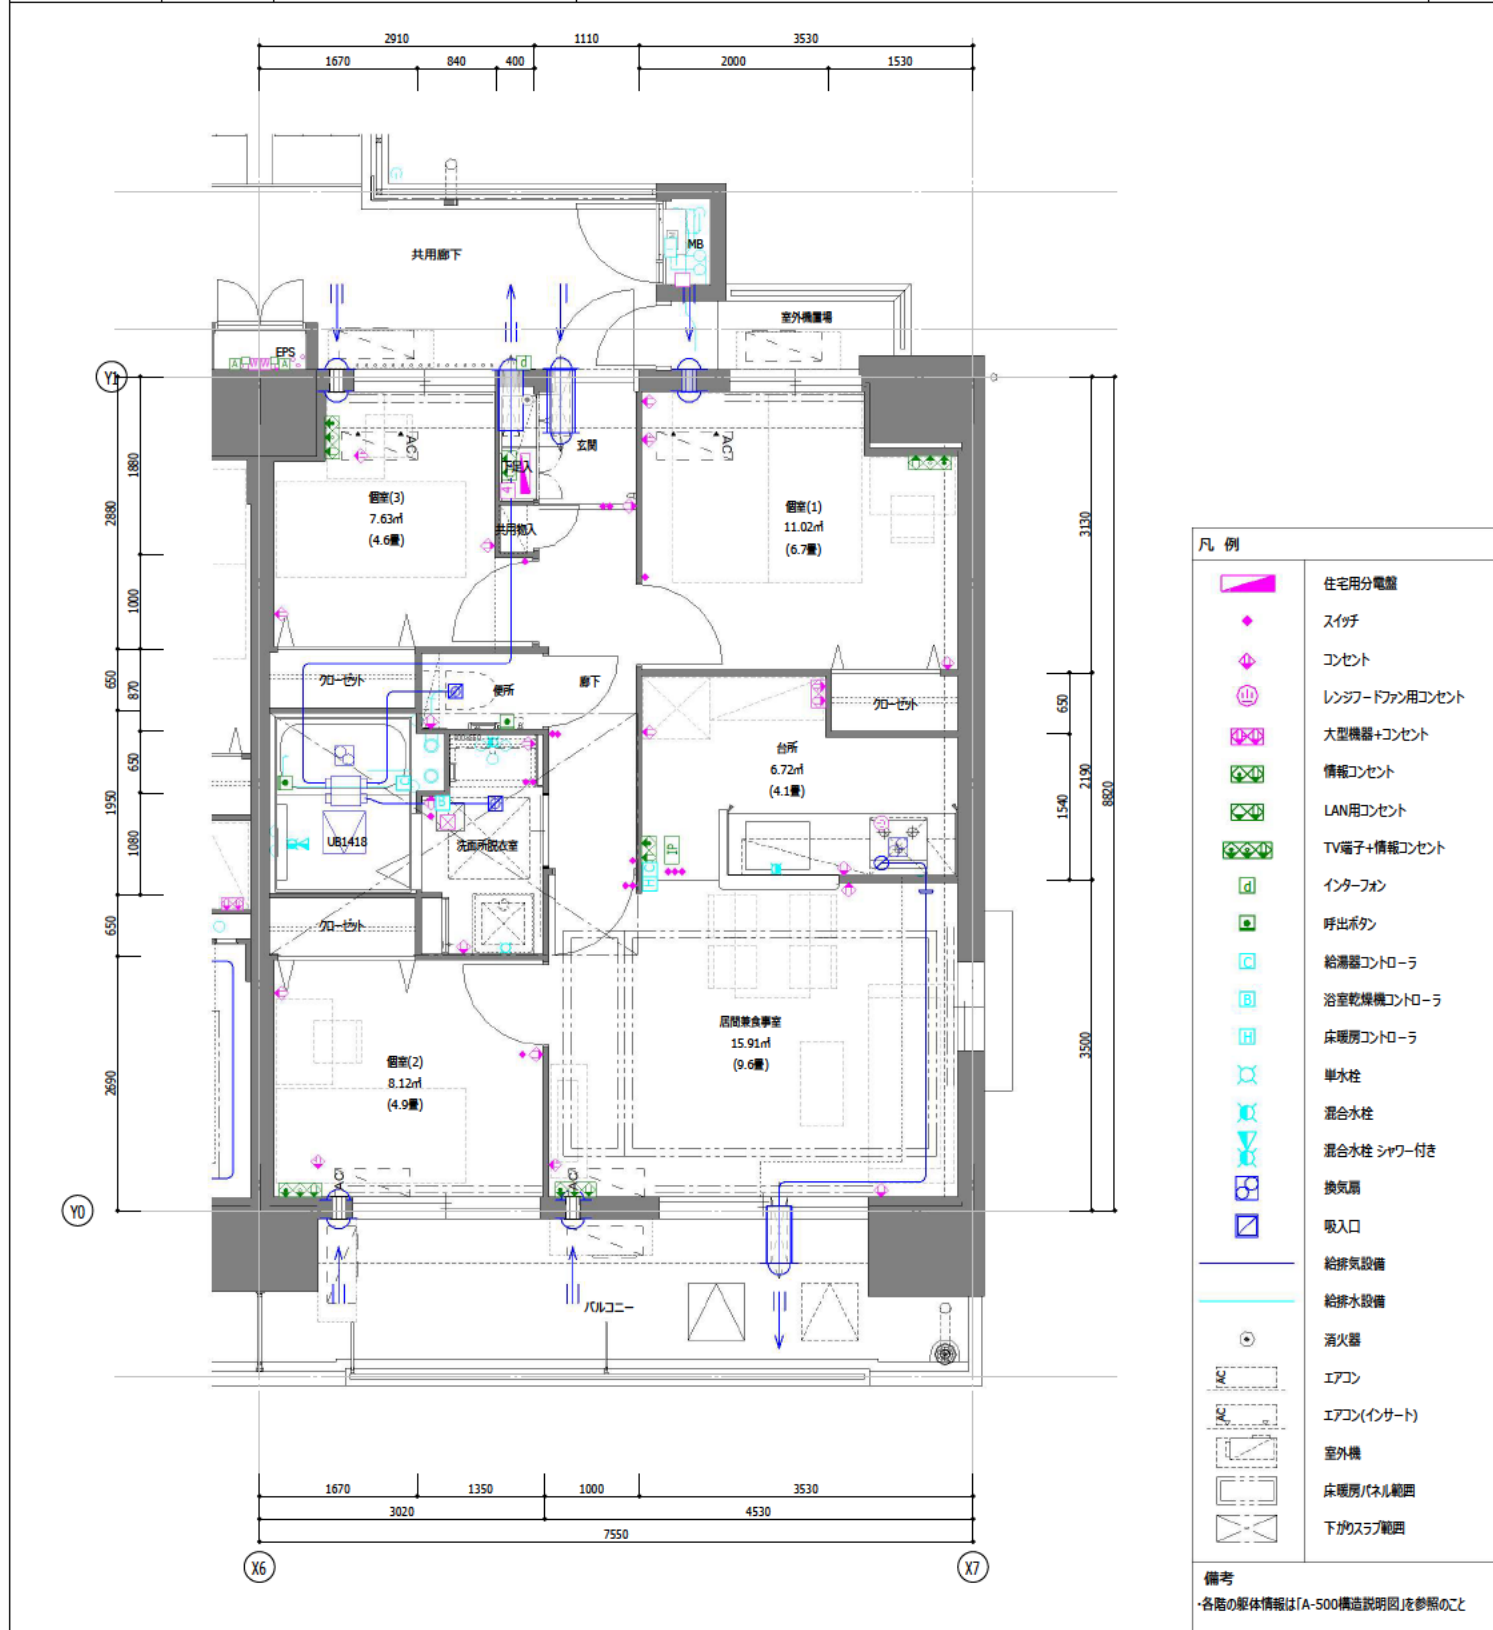 2910
1110
3530
1670
840
400
2000
1530
共用廊下
MB
室外機置場
EPS
A
A
d
Y1
AC
AC
玄関
下足入
共用物入
個室(3)
7.63㎡
(4.6畳)
個室(1)
11.02㎡
(6.7畳)
1880
2880
1000
660
870
650
1950
1080
650
2690
3130
650
2190
1540
8820
3500
クローゼット
便所
廊下
クローゼット
台所
6.72㎡
(4.1畳)
C
B
UB1418
洗面所脱衣室
IP
C
H
クローゼット
居間兼食事室
15.91㎡
(9.6畳)
個室(2)
8.12㎡
(4.9畳)
AC
AC
Y0
バルコニー
1670
1350
1000
3530
3020
4530
7550
X6
X7
凡 例
住宅用分電盤
スイッチ
コンセント
レンジフードファン用コンセント
大型機器+コンセント
情報コンセント
LAN用コンセント
TV端子+情報コンセント
d
インターフォン
呼出ボタン
C
給湯器コントローラ
B
浴室乾燥機コントローラ
H
床暖房コントローラ
単水栓
混合水栓
混合水栓 シャワー付き
換気扇
吸入口
給排気設備
給排水設備
消火器
AC
エアコン
AC
エアコン(インサート)
室外機
床暖房パネル範囲
下がりスラブ範囲
備考
・各階の躯体情報は「A-500構造説明図」を参照のこと